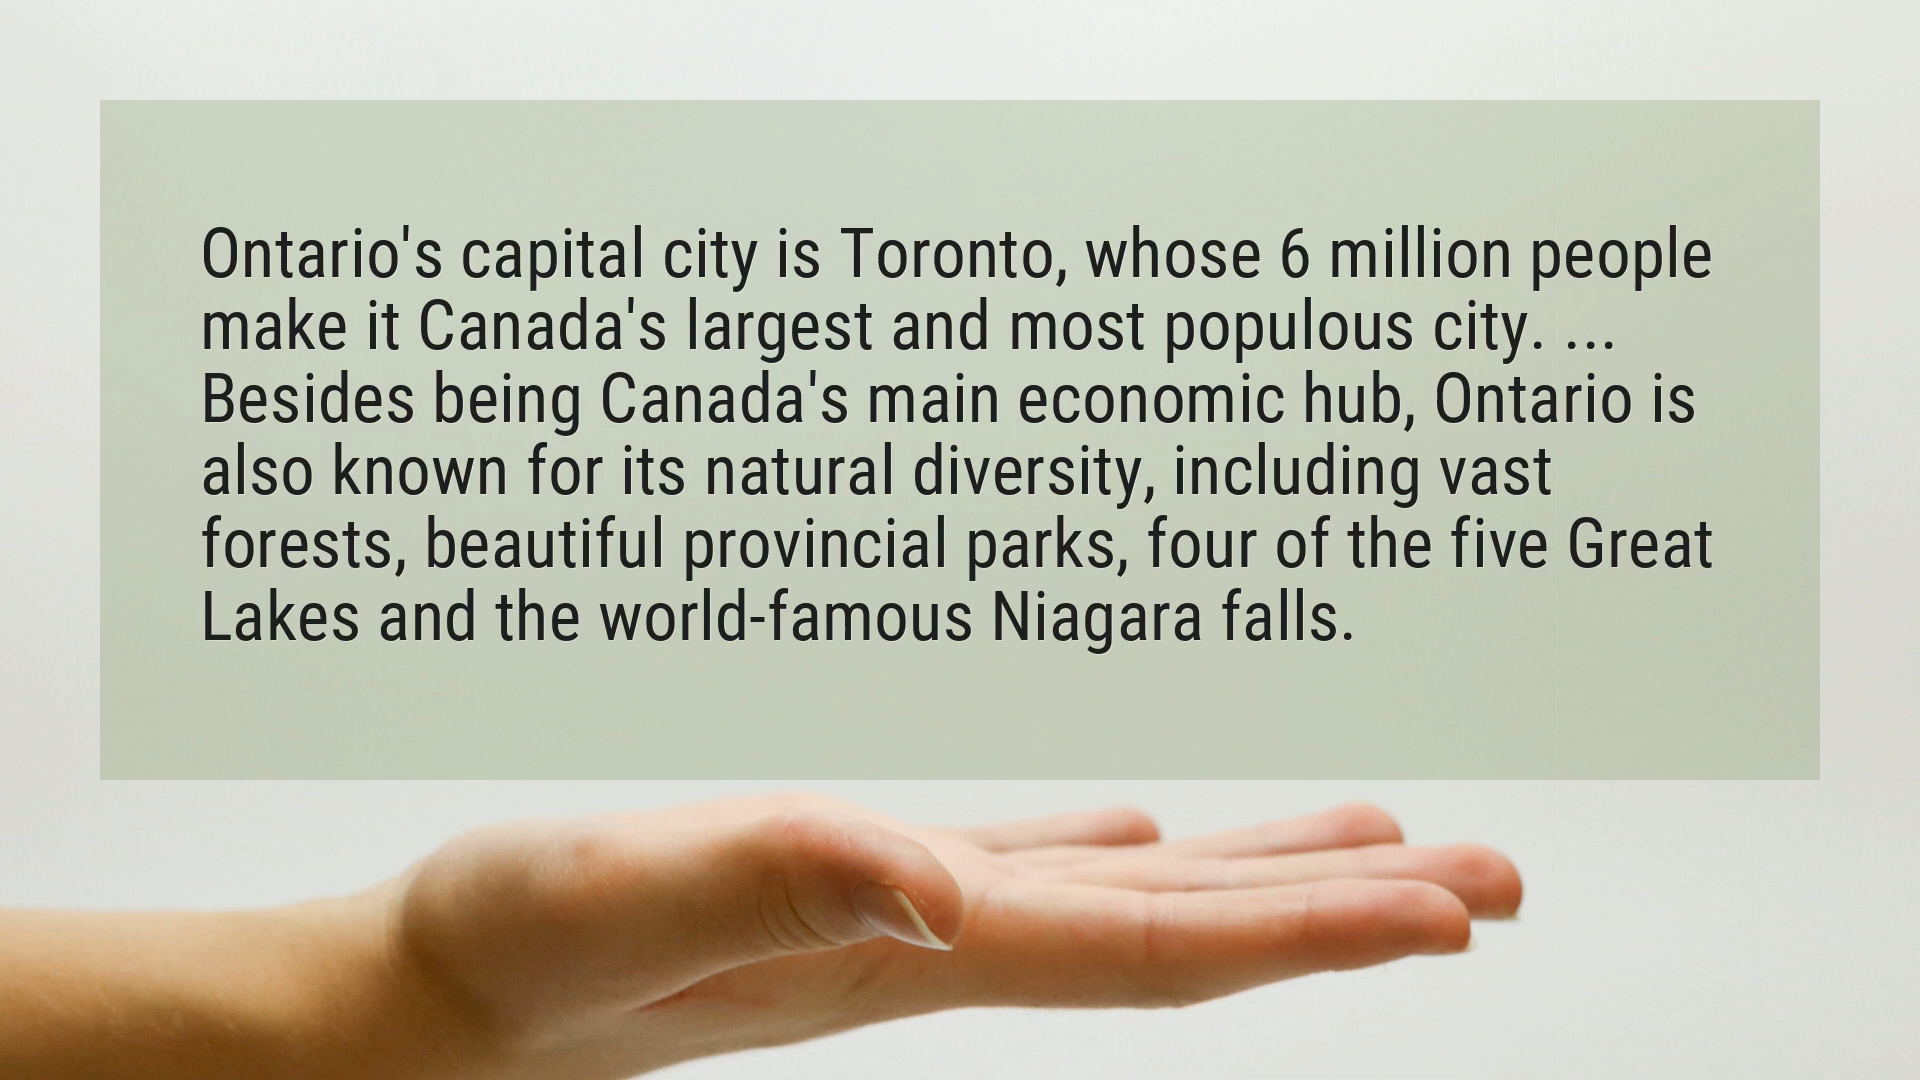 Ontario's capital city is Toronto, whose 6 million people
make it Canada's largest and most populous city. ...
Besides being Canada's main economic hub, Ontario is
also known for its natural diversity, including vast
forests, beautiful provincial parks, four of the five Great
Lakes and the world-famous Niagara falls.